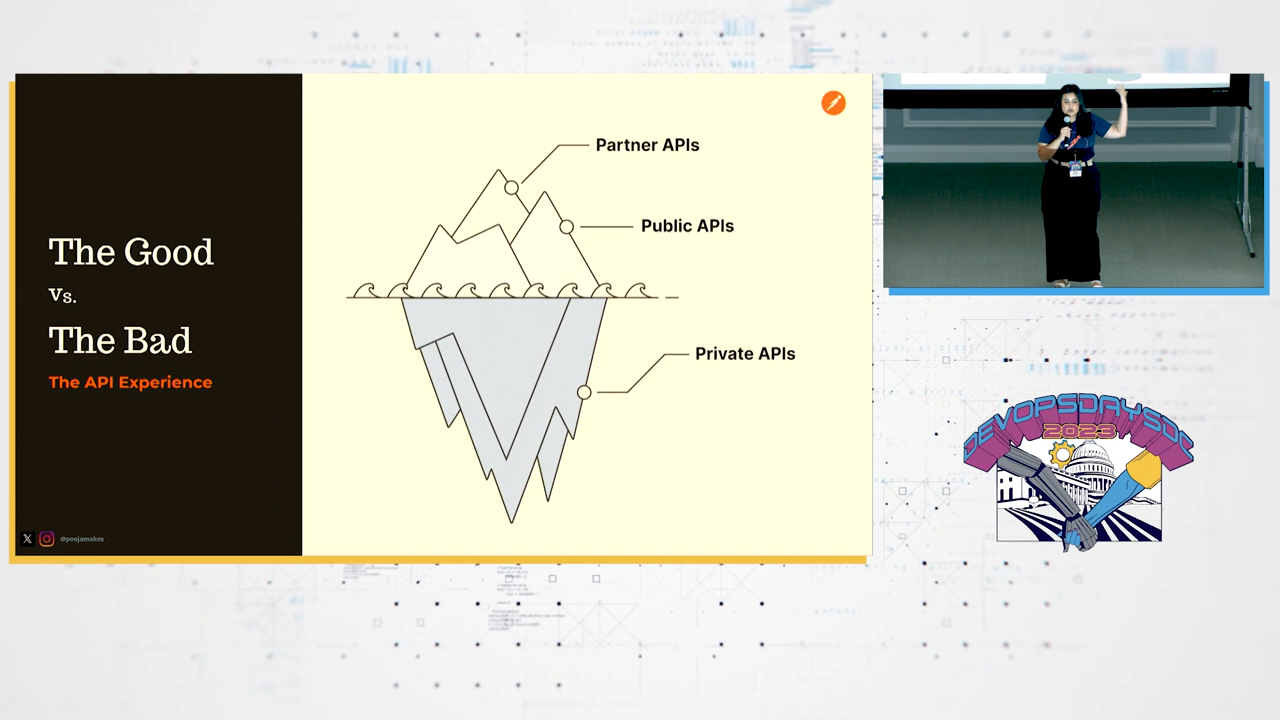 The Good
Vs.
The Bad
The API Experience
@poojamakes
Partner APIs
Public APIs
Private APIs
DEVOPSDAYSDC
2023